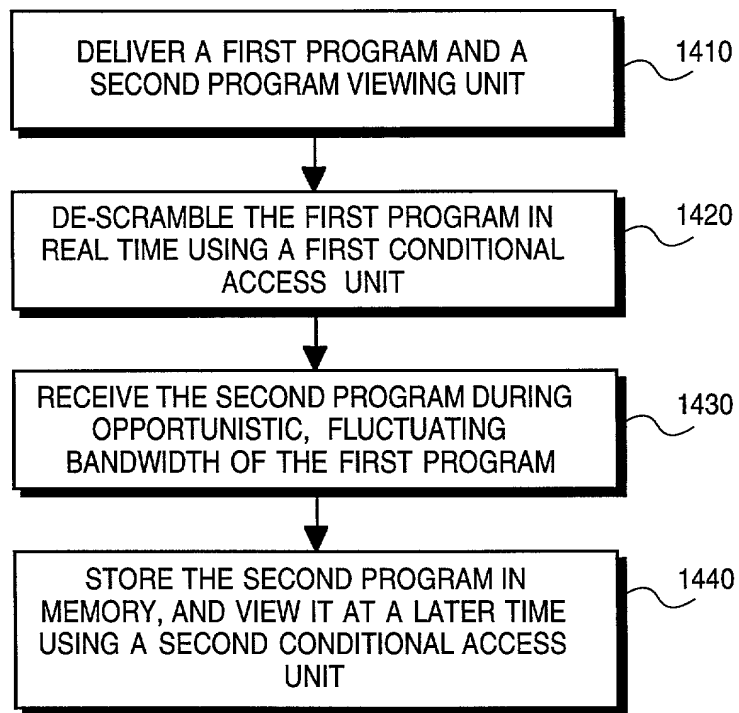 DELIVER A FIRST PROGRAM AND A
SECOND PROGRAM VIEWING UNIT
1410
DE-SCRAMBLE THE FIRST PROGRAM IN
REAL TIME USING A FIRST CONDITIONAL
ACCESS UNIT
1420
RECEIVE THE SECOND PROGRAM DURING
OPPORTUNISTIC, FLUCTUATING
BANDWIDTH OF THE FIRST PROGRAM
1430
STORE THE SECOND PROGRAM IN
MEMORY, AND VIEW IT AT A LATER TIME
USING A SECOND CONDITIONAL ACCESS
UNIT
1440